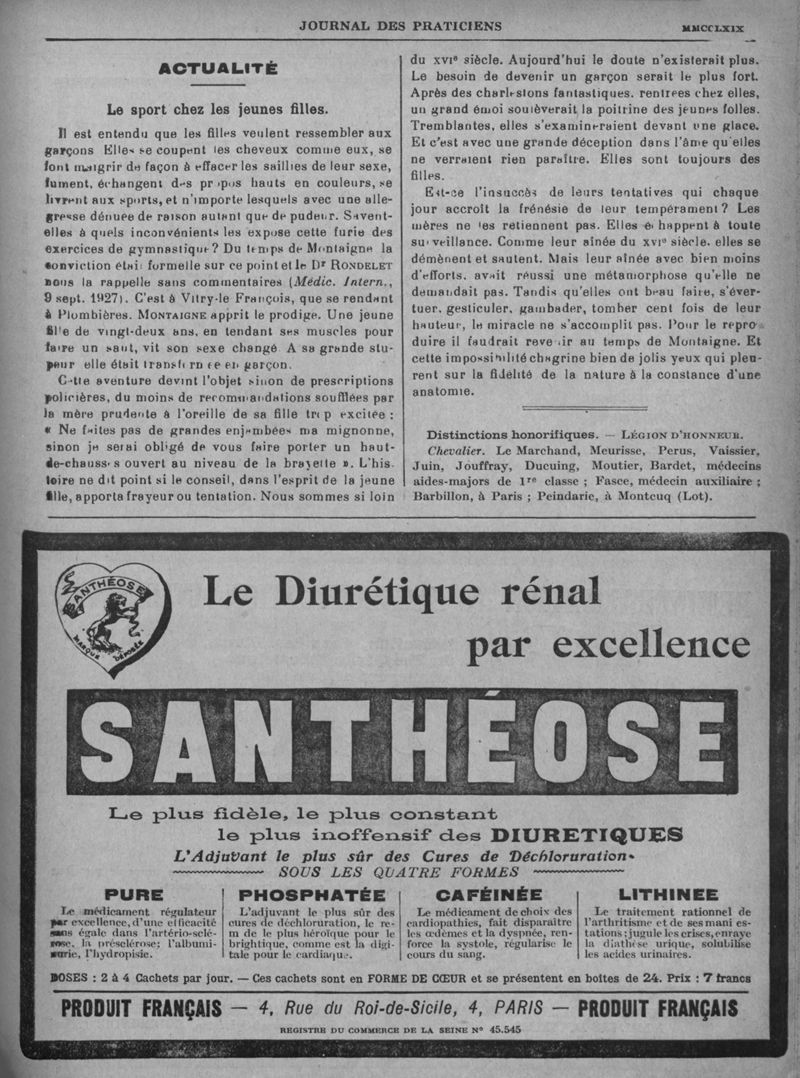 JOURNAL DES PRATICIENS
MMCCLXIX
ACTUALITÉ
Le sport chez les jeunes filles.
Il est entendu que les filles veulent ressembler aux
garçons Elles se coupent les cheveux comme eux, se
font maigrir de façon à effacer les saillies de leur sexe,
fument, échangent des propos hauts en couleurs, se
livrent aux sports, et n'importe lesquels avec une allé-
gresse dénuée de raison autant que de pudeur. Savent-
elles à quels inconvénients les expose cette furie des
exercices de gymnastique ? Du temps de Montaigne la
conviction était formelle sur ce point et le Dr RONDELET
nous la rappelle sans commentaires (Médic. Intern.,
9 sept. 1927). C'est à Vitry-le François, que se rendant
à Plombières. MONTAIGNE apprit le prodige. Une jeune
fille de vingt-deux ans, en tendant ses muscles pour
faire un saut, vit son sexe changé A sa grande stu-
peur elle était transformée en garçon.
Cette aventure devint l'objet sinon de prescriptions
policières, du moins de recommandations soufflées par
la mère prudente à l'oreille de sa fille trop excitée :
« Ne faites pas de grandes enjambées ma mignonne,
sinon je serai obligé de vous faire porter un haut-
de-chausses ouvert au niveau de la brayette ». L'his-
toire ne dit point si le conseil, dans l'esprit de la jeune
fille, apporta frayeur ou tentation. Nous sommes si loin
du XVIe siècle. Aujourd'hui le doute n'existerait plus.
Le besoin de devenir un garçon serait le plus fort.
Après des charlestons fantastiques. rentrées chez elles,
un grand émoi soulèverait la poitrine des jeunes folles.
Tremblantes, elles s'examineraient devant une glace.
Et c'est avec une grande déception dans l'âme qu'elles
ne verraient rien paraître. Elles sont toujours des
filles.
Est-ce l'insuccès de leurs tentatives qui chaque
jour accroît la frénésie de leur tempérament ? Les
mères ne les retiennent pas. Elles échappent à toute
surveillance. Comme leur aînée du XVIe siècle. elles se
démènent et sautent. Mais leur aînée avec bien moins
d'efforts. avait réussi une métamorphose qu'elle ne
demandait pas. Tandis qu'elles ont beau faire, s'éver-
tuer, gesticuler, gambader, tomber cent fois de leur
hauteur, le miracle ne s'accomplit pas. Pour le repro-
duire il faudrait revenir au temps de Montaigne. Et
cette impossibilité chagrine bien de jolis yeux qui pleu-
rent sur la fidélité de la nature à la constance d'une
anatomie.
Distinctions honorifiques. — LÉGION D'HONNEUR.
Chevalier. Le Marchand, Meurisse, Perus, Vaissier,
Juin, Jouffray, Ducuing, Moutier, Bardet, médecins
aides-majors de 1re classe ; Fasce, médecin auxiliaire ;
Barbillon, à Paris ; Peindarie, à Montcuq (Lot).
SANTHÉOSE
MARQUE DÉPOSÉE
Le Diurétique rénal
par excellence
SANTHÉOSE
Le plus fidèle, le plus constant
le plus inoffensif des DIURETIQUES
L'Adjuvant le plus sûr des Cures de Déchloruration
SOUS LES QUATRE FORMES
PURE
Le médicament régulateur
par excellence, d'une efficacité
sans égale dans l'artério-sclé-
rose, la présclérose; l'albumi-
nurie, l'hydropisie.
PHOSPHATÉE
L'adjuvant le plus sûr des
cures de déchloruration, le re-
mède le plus héroïque pour le
brightique, comme est la digi-
tale pour le cardiaque.
CAFÉINÉE
Le médicament de choix des
cardiopathies, fait disparaître
les œdèmes et la dyspnée, ren-
force la systole, régularise le
cours du sang.
LITHINEE
Le traitement rationnel de
l'arthritisme et de ses manifes-
tations ; jugule les crises, enraye
la diathèse urique, solubilise
les acides urinaires.
DOSES : 2 à 4 Cachets par jour. — Ces cachets sont en FORME DE CŒUR et se présentent en boîtes de 24. Prix : 7 francs
PRODUIT FRANÇAIS — 4, Rue du Roi-de-Sicile, 4, PARIS — PRODUIT FRANÇAIS
REGISTRE DU COMMERCE DE LA SEINE N° 45.545